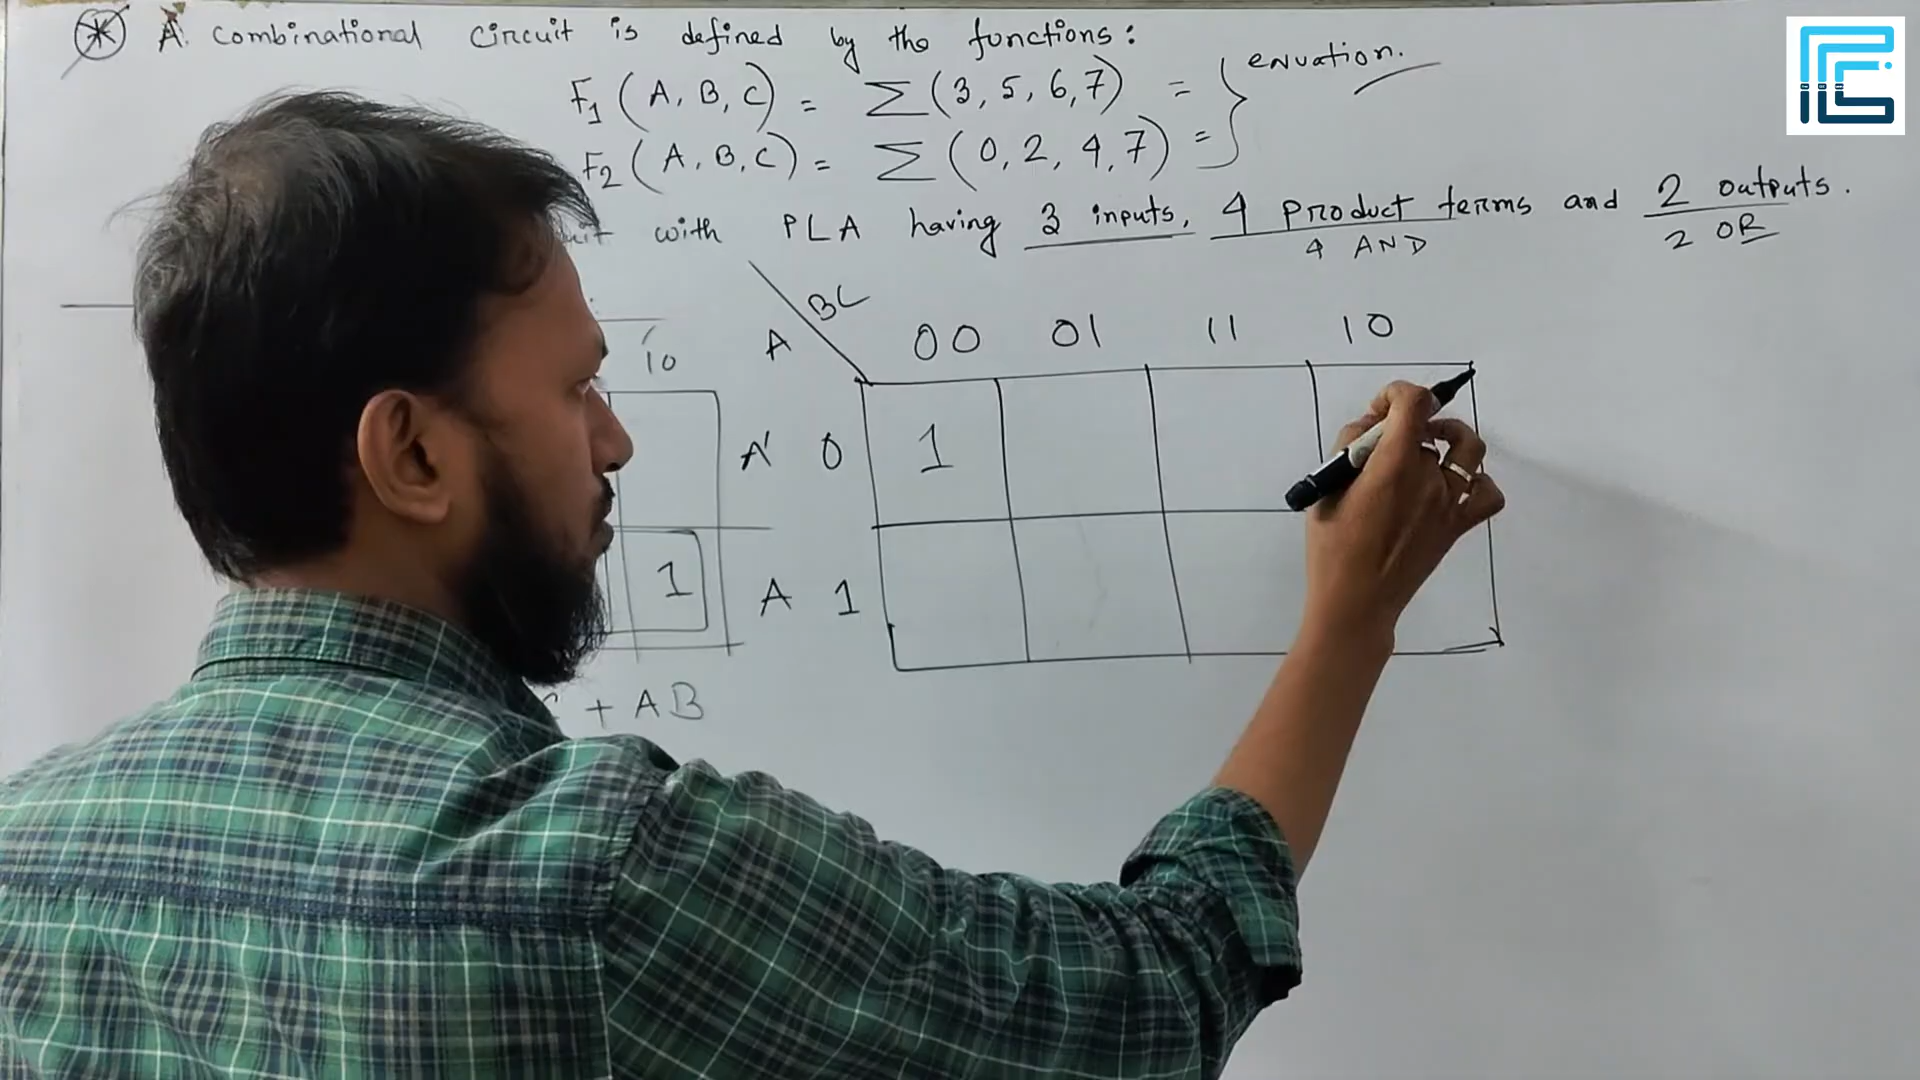 * A combinational circuit is defined by the functions:
F1 (A, B, C) = Σ(3, 5, 6, 7) =
F2 (A, B, C) = Σ(0, 2, 4, 7) =
enuation.
with PLA having 3 inputs, 4 product terms and 2 outputs.
4 AND 2 OR
10
A BC 00 01 11 10
A' 0 1
1 A 1
+ AB